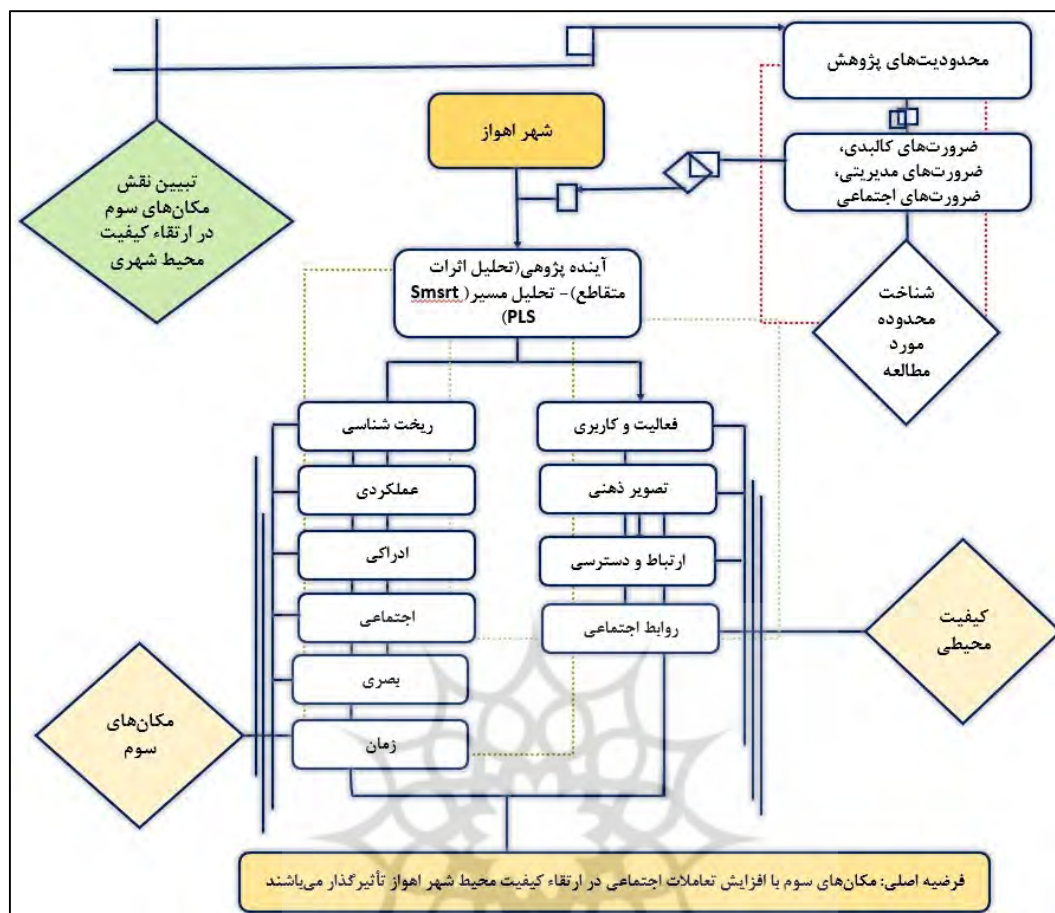 محدودیت‌های پژوهش
شهر اهواز
ضرورت‌های کالبدی،
ضرورت‌های مدیریتی،
ضرورت‌های اجتماعی
تبیین نقش
مکان‌های سوم
در ارتقاء کیفیت
محیط شهری
آینده پژوهی(تحلیل اثرات
متقاطع)- تحلیل مسیر( Smsrt
PLS)
شناخت
محدوده
مورد
مطالعه
فعالیت و کاربری
تصویر ذهنی
ارتباط و دسترسی
روابط اجتماعی
ریخت شناسی
عملکردی
ادراکی
اجتماعی
بصری
زمان
کیفیت
محیطی
مکان‌های
سوم
فرضیه اصلی: مکان‌های سوم با افزایش تعاملات اجتماعی در ارتقاء کیفیت محیط شهر اهواز تأثیرگذار می‌باشند